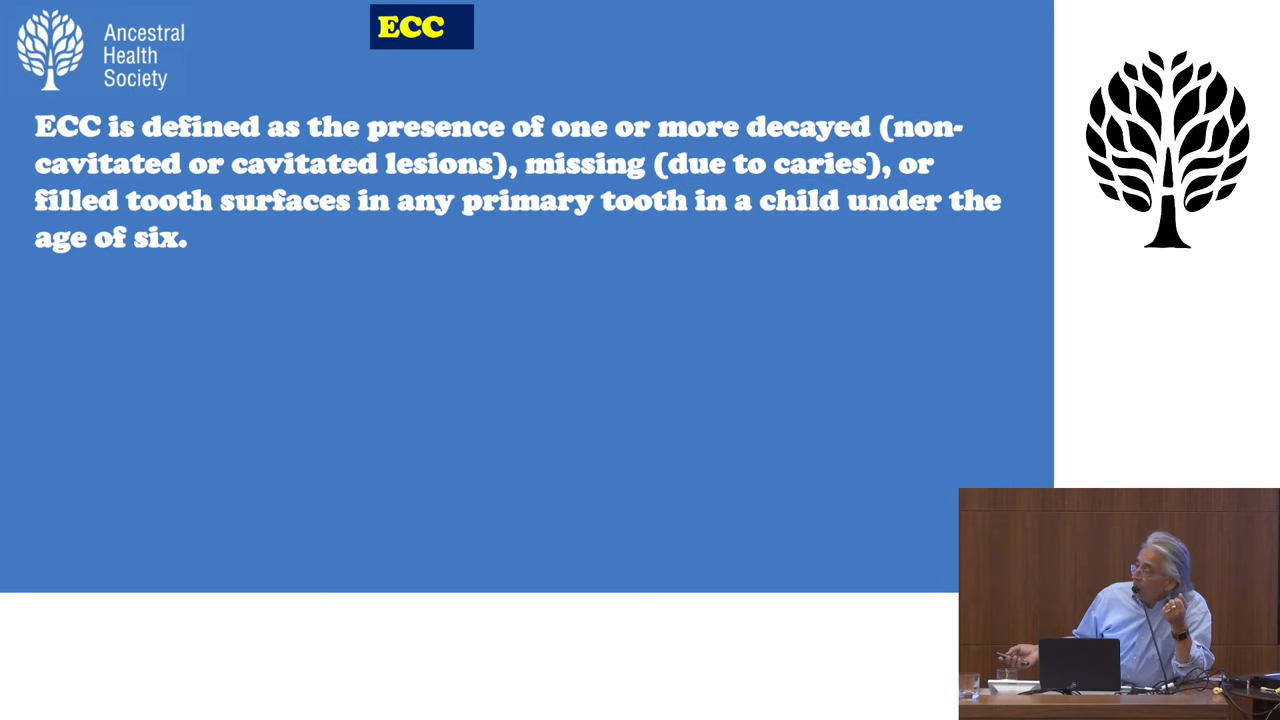 Ancestral
Health
Society
ECC
ECC is defined as the presence of one or more decayed (non-
cavitated or cavitated lesions), missing (due to caries), or
filled tooth surfaces in any primary tooth in a child under the
age of six.